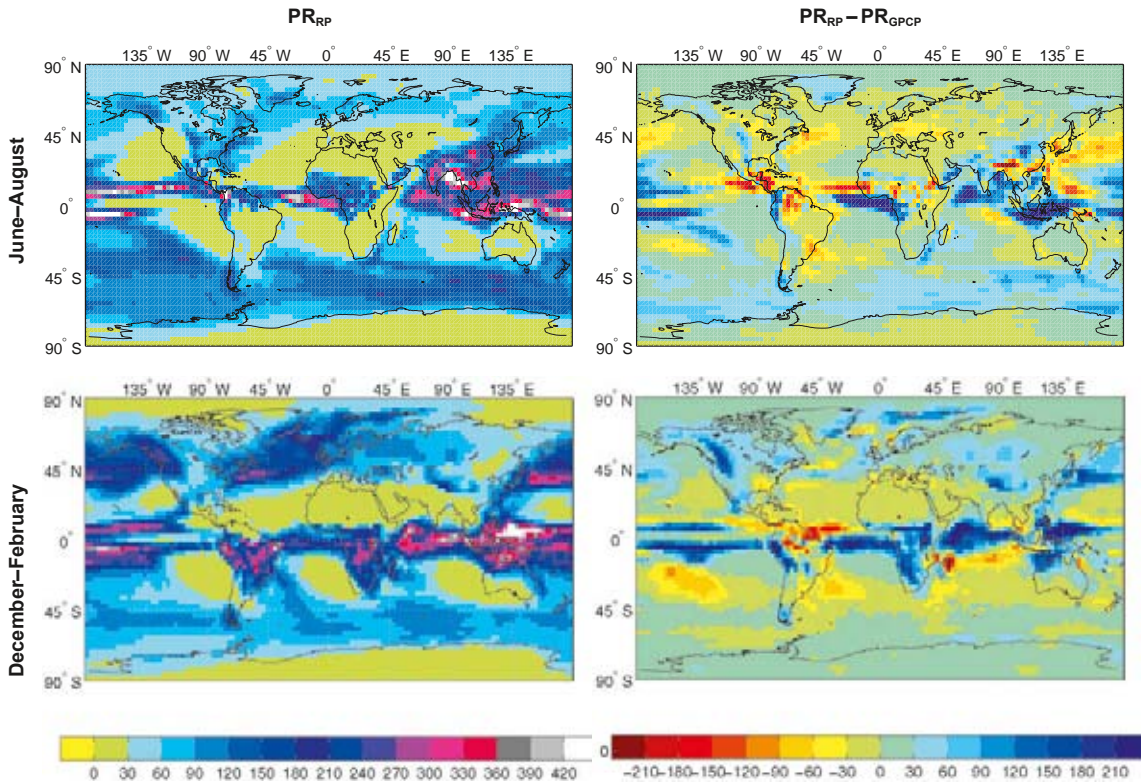 PR_RP
PR_RP – PR_GPCP
June–August
135° W 90° W 45° W 0° 45° E 90° E 135° E
90° N
45° N
0°
45° S
90° S
135° W 90° W 45° W 0° 45° E 90° E 135° E
90° N
45° N
0°
45° S
90° S
December–February
135° W 90° W 45° W 0° 45° E 90° E 135° E
90° N
45° N
0°
45° S
90° S
135° W 90° W 45° W 0° 45° E 90° E 135° E
90° N
45° N
0°
45° S
90° S
0 30 60 90 120 150 180 210 240 270 300 330 360 390 420
0
−210 −180 −150 −120 −90 −60 −30 0 30 60 90 120 150 180 210